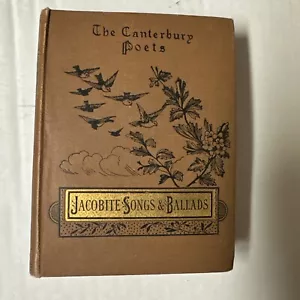 The Canterbury
Poets
JACOBITE SONGS & BALLADS